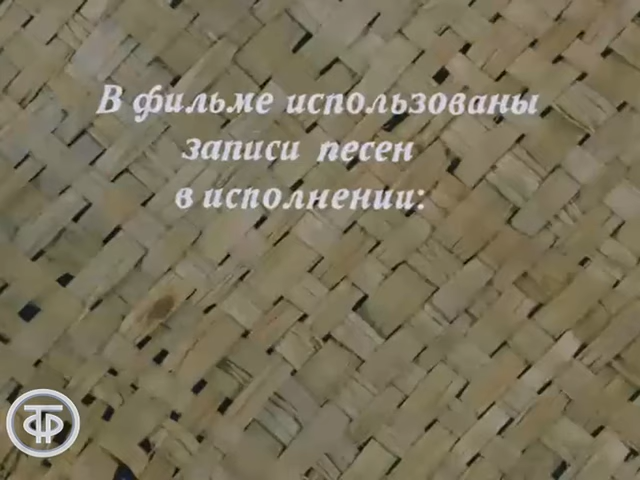 В фильме использованы
записи песен
в исполнении: